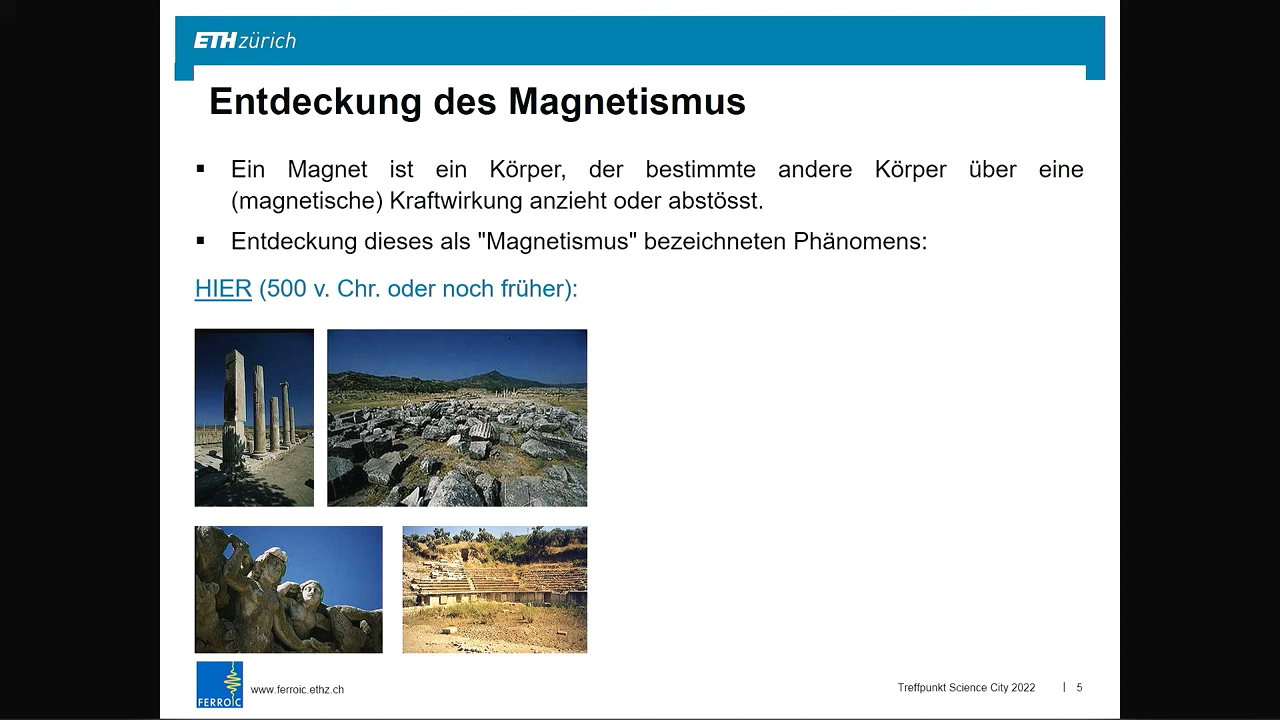 ETH zürich
Entdeckung des Magnetismus
▪ Ein Magnet ist ein Körper, der bestimmte andere Körper über eine
(magnetische) Kraftwirkung anzieht oder abstösst.
▪ Entdeckung dieses als "Magnetismus" bezeichneten Phänomens:
HIER (500 v. Chr. oder noch früher):
FERROIC
www.ferroic.ethz.ch
Treffpunkt Science City 2022 | 5